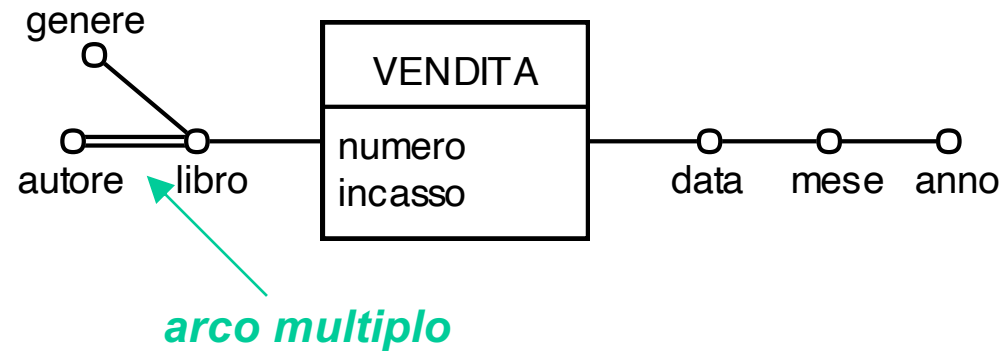 genere
VENDITA
numero
incasso
autore
libro
data
mese
anno
arco multiplo